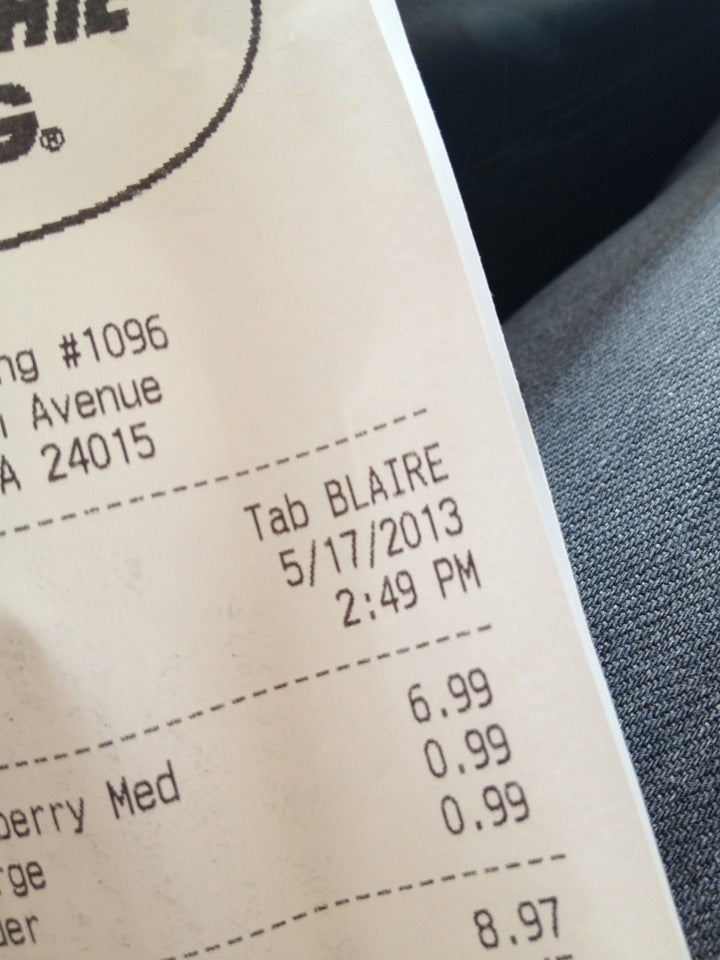 ng #1096
Avenue
A 24015
Tab BLAIRE
5/17/2013
2:49 PM
6.99
berry Med 0.99
rge 0.99
der
8.97